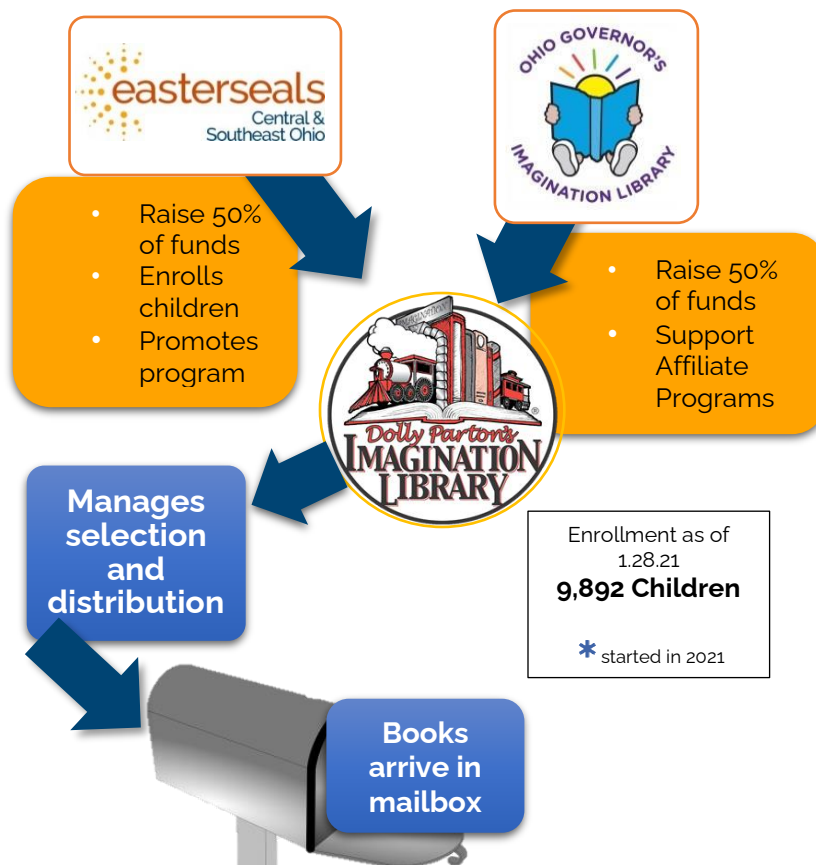 easterseals
Central &
Southeast Ohio
OHIO GOVERNOR'S
IMAGINATION LIBRARY
• Raise 50%
of funds
• Enrolls
children
• Promotes
program
• Raise 50%
of funds
• Support
Affiliate
Programs
IMAGINATION
Dolly Parton's
IMAGINATION
LIBRARY
®
Manages
selection
and
distribution
Enrollment as of
1.28.21
9,892 Children
* started in 2021
Books
arrive in
mailbox